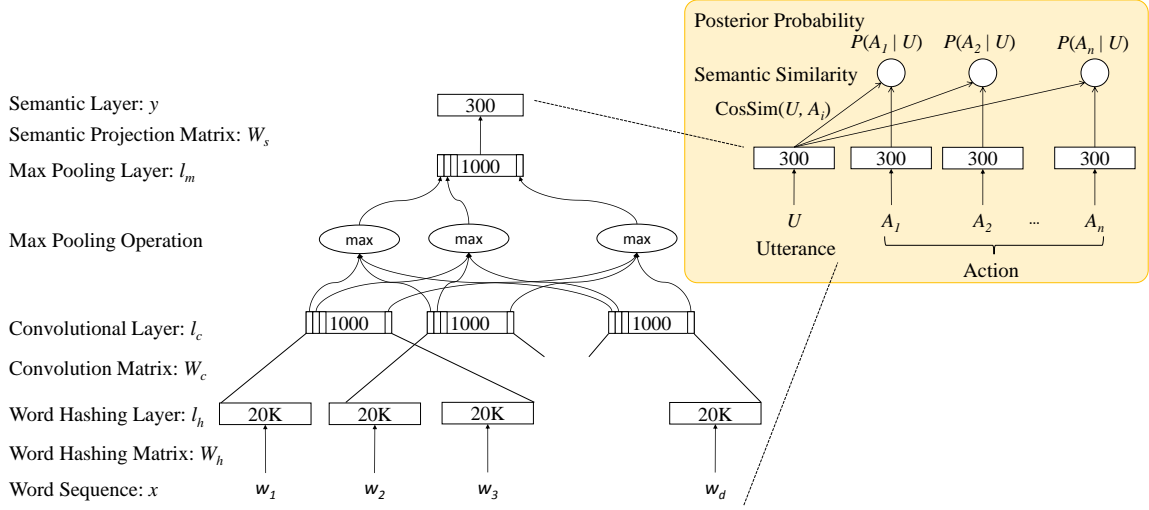 Posterior Probability
P(A1 | U) P(A2 | U) P(An | U)
Semantic Similarity
CosSim(U, Ai)
300 300 300 300
U A1 A2 ... An
Utterance
Action
Semantic Layer: y
300
Semantic Projection Matrix: Ws
Max Pooling Layer: lm
1000
Max Pooling Operation
max max max
Convolutional Layer: lc
1000 1000 1000
Convolution Matrix: Wc
Word Hashing Layer: lh
20K 20K 20K 20K
Word Hashing Matrix: Wh
Word Sequence: x
w1 w2 w3 wd